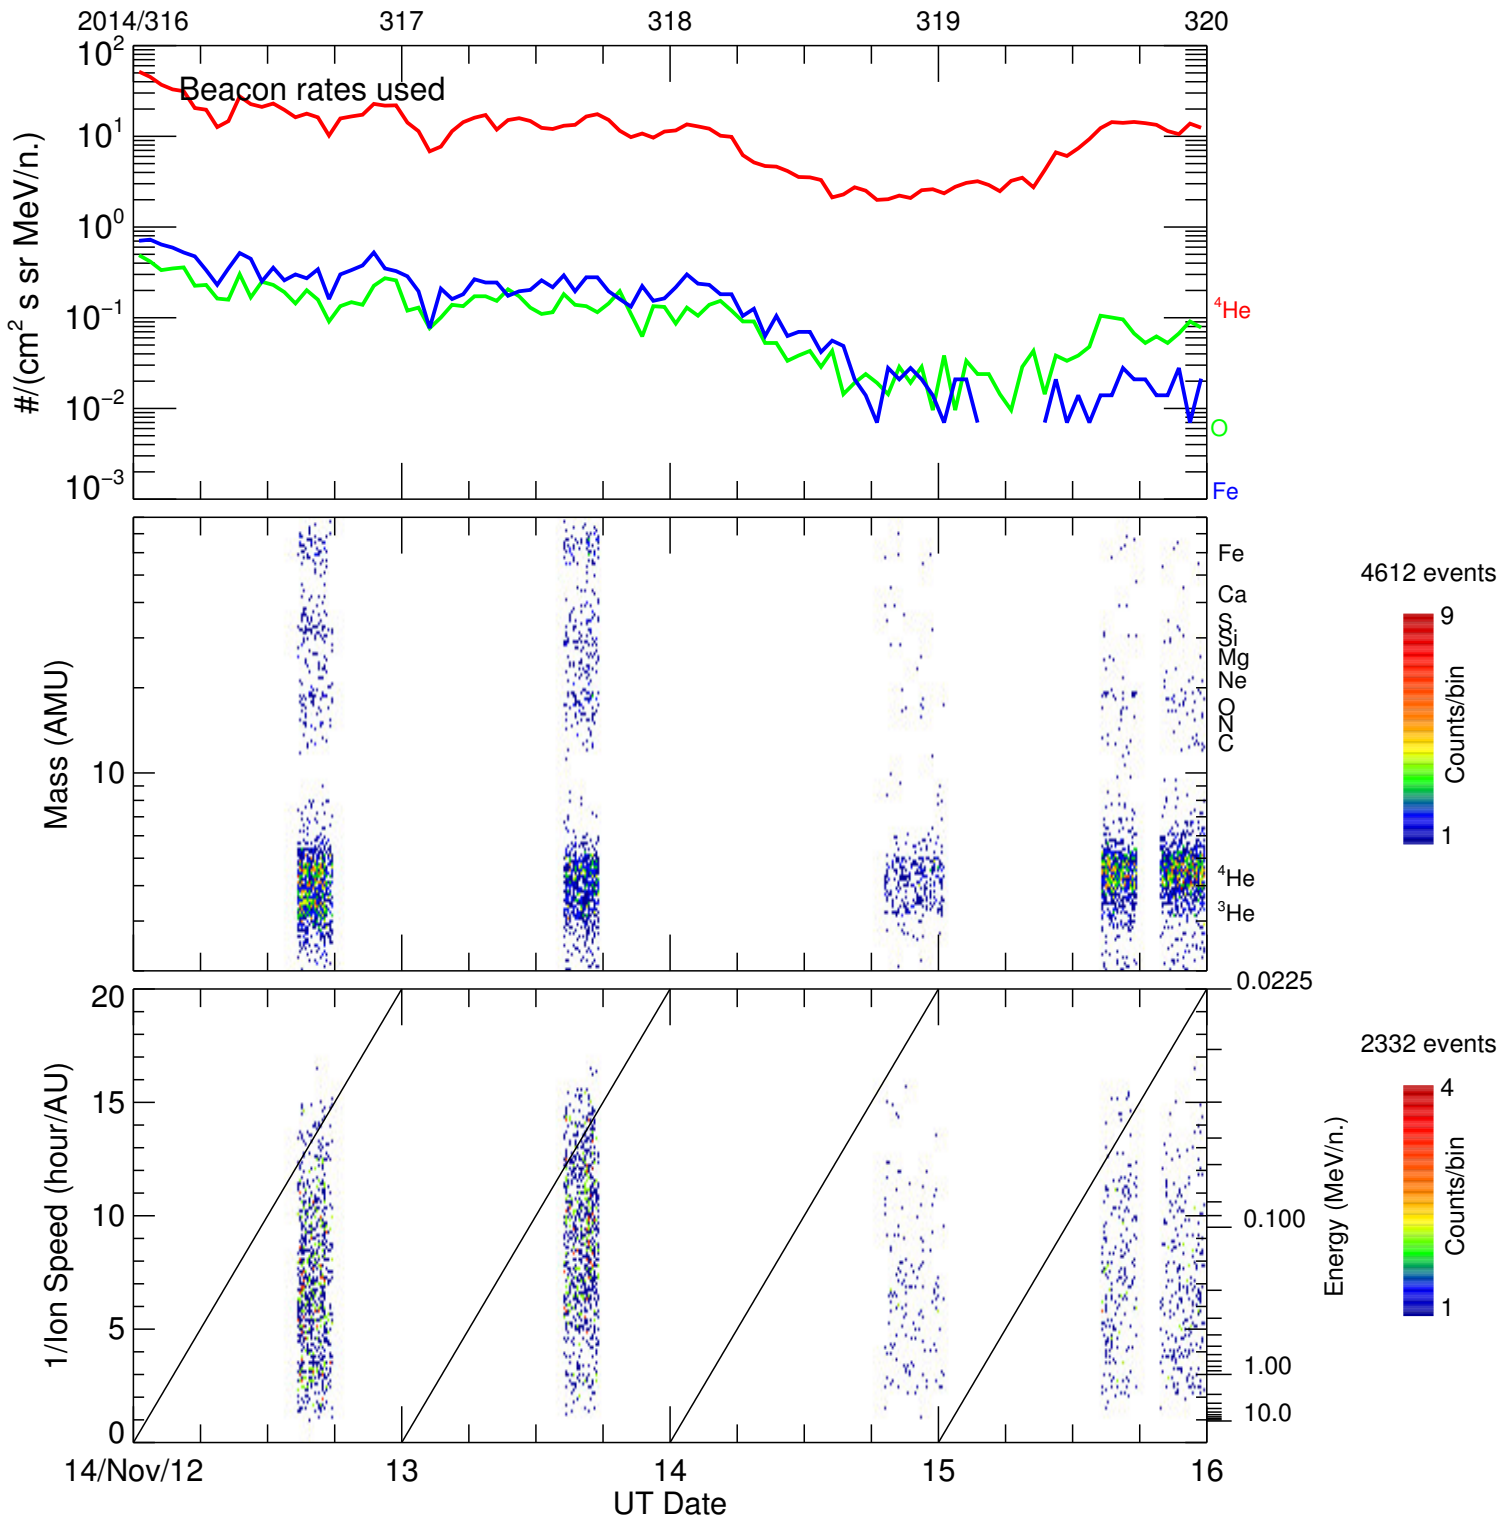 2014/316 317 318 319 320
Beacon rates used
10² 10¹ 10⁰ 10⁻¹ 10⁻² 10⁻³
#/(cm² s sr MeV/n.)
⁴He
O
Fe
Mass (AMU)
10
Fe
Ca
S
Si
Mg
Ne
O
N
C
⁴He
³He
4612 events
9
Counts/bin
1
1/Ion Speed (hour/AU)
20
15
10
5
0
0.0225
0.100
1.00
10.0
Energy (MeV/n.)
2332 events
4
Counts/bin
1
14/Nov/12 13 14 15 16
UT Date